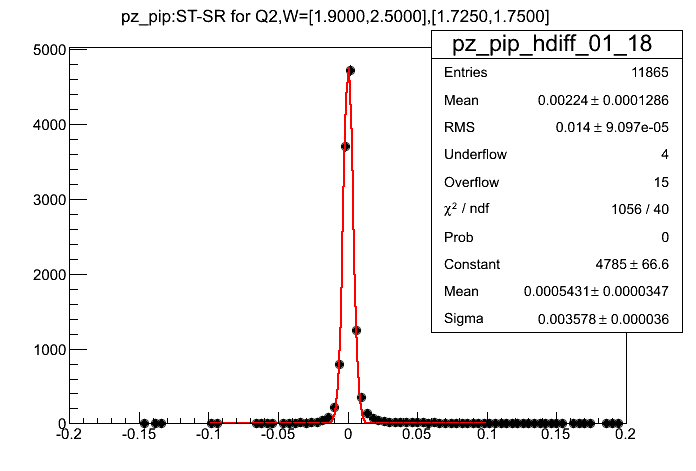 pz_pip:ST-SR for Q2,W=[1.9000,2.5000],[1.7250,1.7500]
pz_pip_hdiff_01_18
Entries 11865
Mean 0.00224 ± 0.0001286
RMS 0.014 ± 9.097e-05
Underflow 4
Overflow 15
χ² / ndf 1056 / 40
Prob 0
Constant 4785 ± 66.6
Mean 0.0005431 ± 0.0000347
Sigma 0.003578 ± 0.000036
5000
4000
3000
2000
1000
0
-0.2 -0.15 -0.1 -0.05 0 0.05 0.1 0.15 0.2